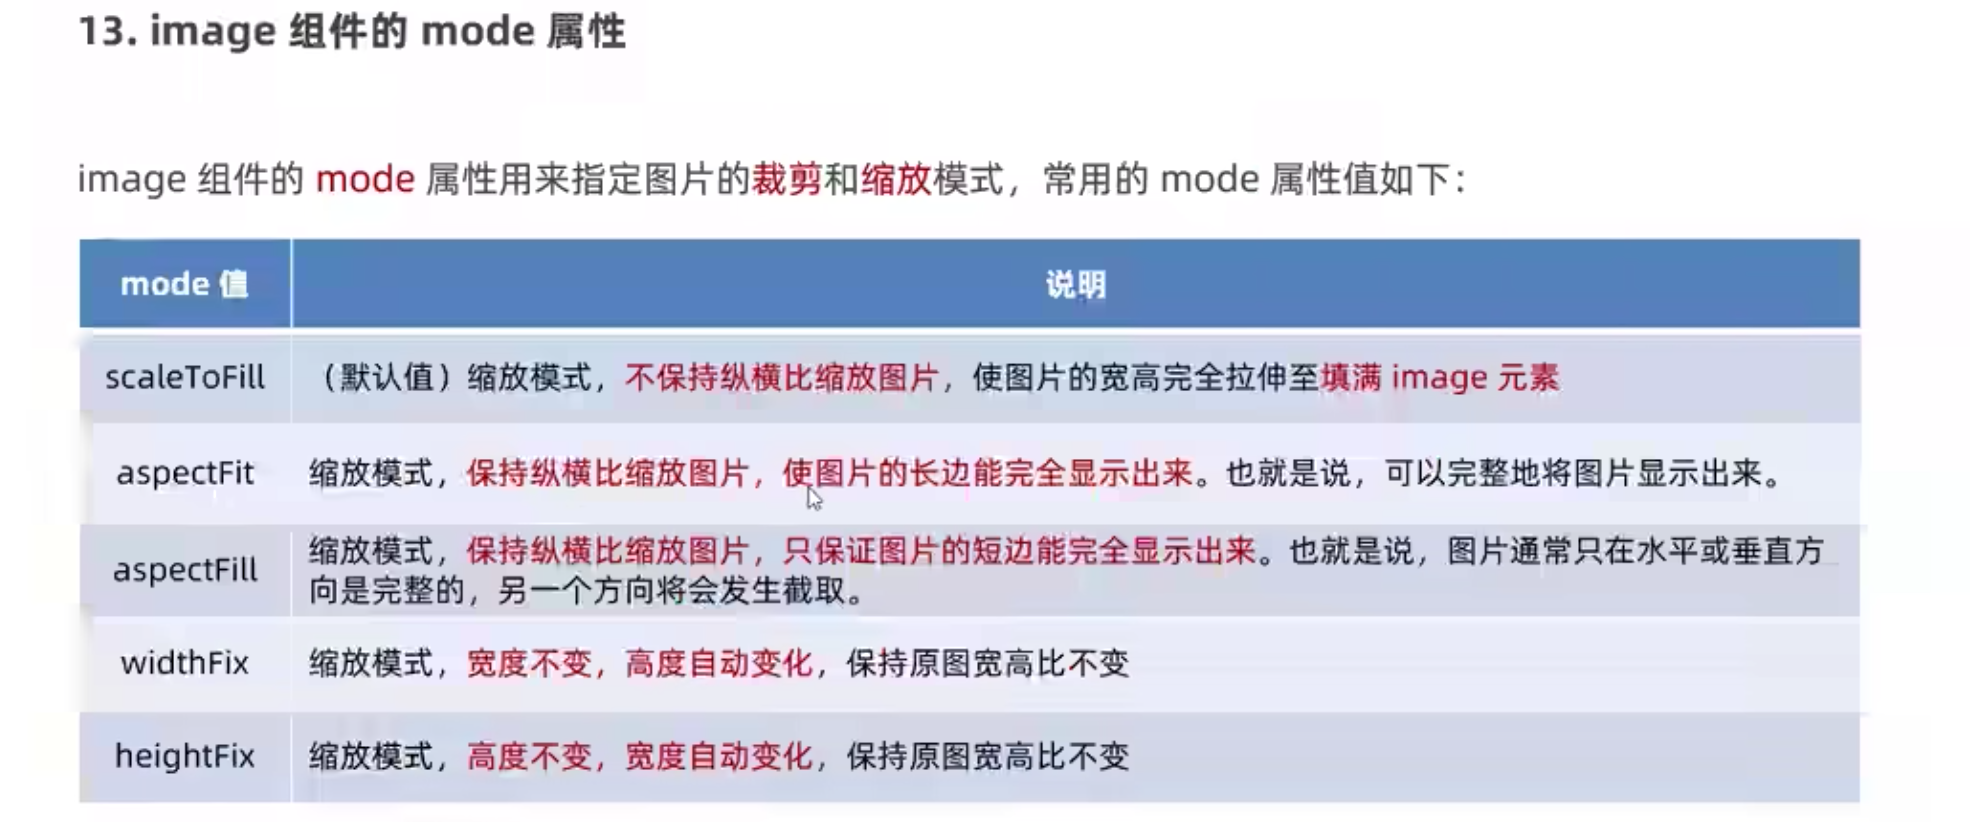 13. image 组件的 mode 属性
image 组件的 mode 属性用来指定图片的裁剪和缩放模式，常用的 mode 属性值如下：
mode 值
说明
scaleToFill
（默认值）缩放模式，不保持纵横比缩放图片，使图片的宽高完全拉伸至填满 image 元素
aspectFit
缩放模式，保持纵横比缩放图片，使图片的长边能完全显示出来。也就是说，可以完整地将图片显示出来。
aspectFill
缩放模式，保持纵横比缩放图片，只保证图片的短边能完全显示出来。也就是说，图片通常只在水平或垂直方
向是完整的，另一个方向将会发生截取。
widthFix
缩放模式，宽度不变，高度自动变化，保持原图宽高比不变
heightFix
缩放模式，高度不变，宽度自动变化，保持原图宽高比不变